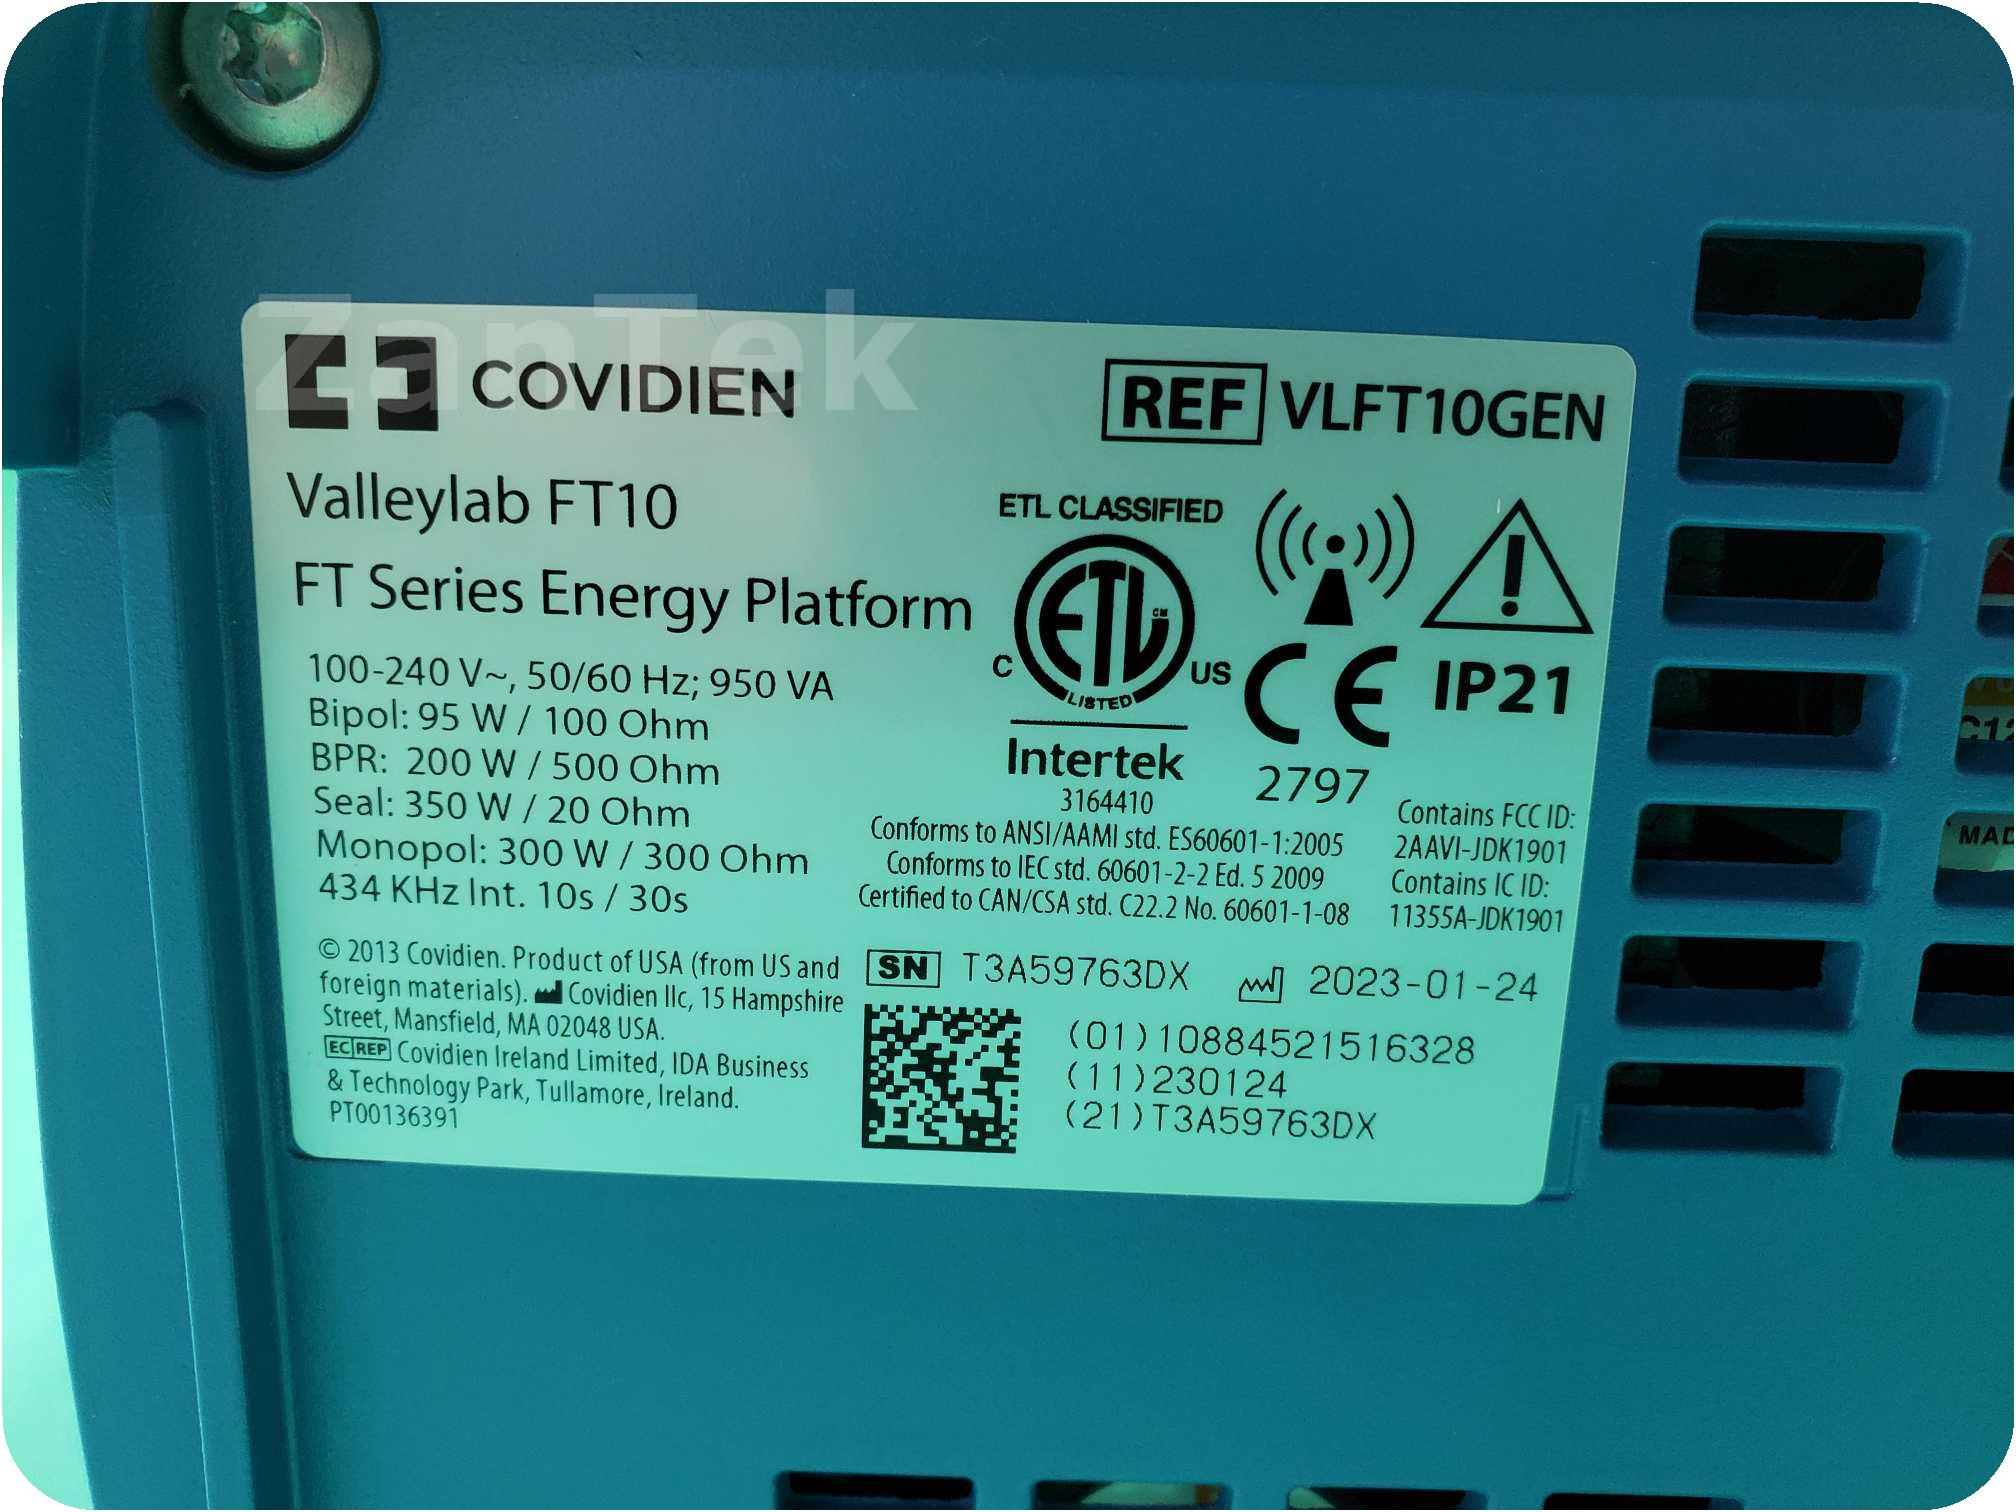 ZanTek
COVIDIEN
REF VLFT10GEN
Valleylab FT10
FT Series Energy Platform
100-240 V~, 50/60 Hz; 950 VA
Bipol: 95 W / 100 Ohm
BPR: 200 W / 500 Ohm
Seal: 350 W / 20 Ohm
Monopol: 300 W / 300 Ohm
434 KHz Int. 10s / 30s
ETL CLASSIFIED
ETL CM
LISTED
C US
Intertek
3164410
CE
2797
IP21
Conforms to ANSI/AAMI std. ES60601-1:2005
Conforms to IEC std. 60601-2-2 Ed. 5 2009
Certified to CAN/CSA std. C22.2 No. 60601-1-08
Contains FCC ID:
2AAVI-JDK1901
Contains IC ID:
11355A-JDK1901
© 2013 Covidien. Product of USA (from US and
foreign materials). Covidien llc, 15 Hampshire
Street, Mansfield, MA 02048 USA.
EC REP Covidien Ireland Limited, IDA Business
& Technology Park, Tullamore, Ireland.
PT00136391
SN T3A59763DX 2023-01-24
(01)10884521516328
(11)230124
(21)T3A59763DX
C12
MAD